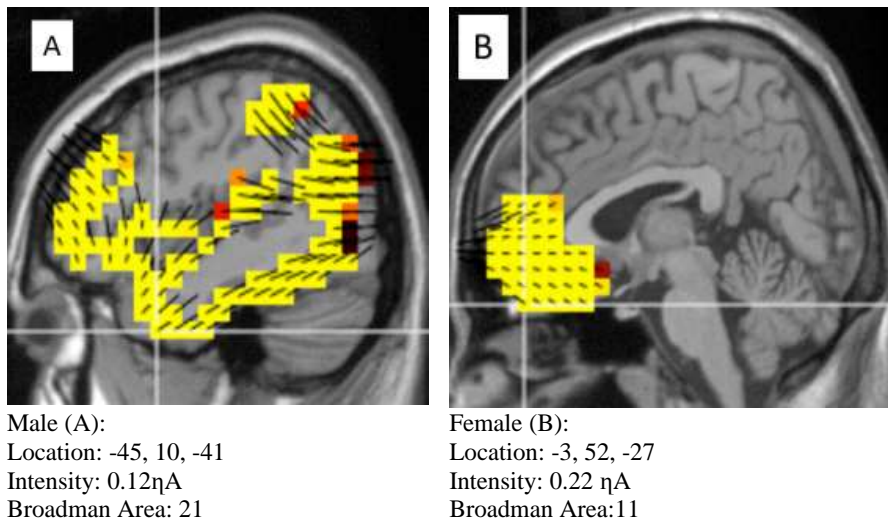 A
B
Male (A):
Location: -45, 10, -41
Intensity: 0.12ηA
Broadman Area: 21
Female (B):
Location: -3, 52, -27
Intensity: 0.22 ηA
Broadman Area:11